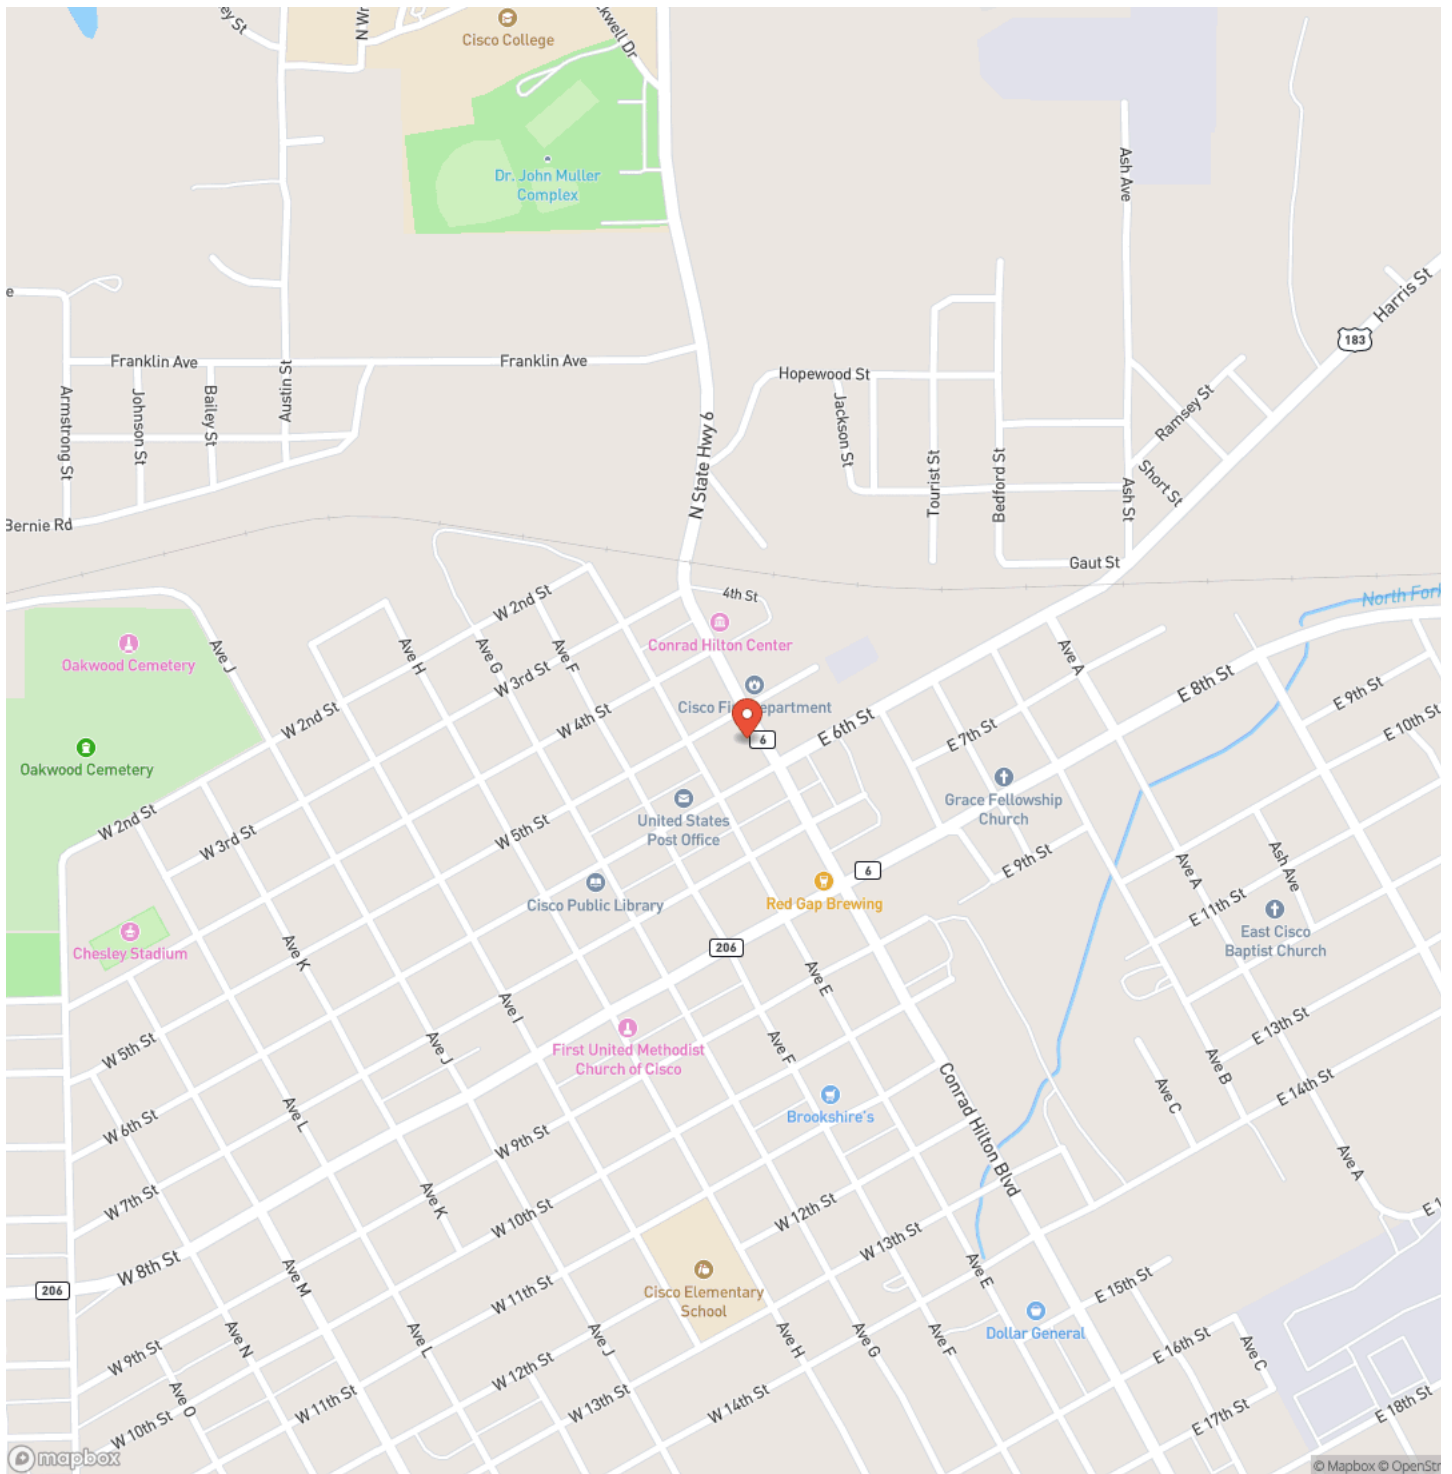 ey St
N Wr
ckwell Dr
Cisco College
Dr. John Muller
Complex
Ash Ave
Harris St
183
e
Franklin Ave
Franklin Ave
Armstrong St
Johnson St
Bailey St
Austin St
Hopewood St
Jackson St
N State Hwy 6
Ramsey St
Short St
Tourist St
Bedford St
Ash St
Bernie Rd
Gaut St
North Fork
4th St
W 2nd St
Conrad Hilton Center
Oakwood Cemetery
Ave J
Ave H
Ave G
Ave F
W 3rd St
Ave A
E 8th St
E 9th St
Cisco Fi
epartment
W 2nd St
W 4th St
6
E 6th St
E 7th St
E 10th St
Oakwood Cemetery
Grace Fellowship
Church
United States
Post Office
W 2nd St
W 3rd St
W 5th St
E 9th St
Ave A
Ash Ave
6
Cisco Public Library
Red Gap Brewing
E 11th St
East Cisco
Baptist Church
Chesley Stadium
206
Ave K
Ave E
Ave I
First United Methodist
Church of Cisco
W 5th St
Ave J
Ave F
E 13th St
Ave B
Ave C
E 14th St
Conrad Hilton Blvd
Brookshire's
W 6th St
Ave L
W 9th St
Ave A
W 7th St
Ave K
W 10th St
W 12th St
W 13th St
E 1
W 8th St
206
Ave M
Cisco Elementary
School
W 11th St
Ave E
E 15th St
Dollar General
Ave N
Ave L
Ave J
Ave H
Ave G
Ave F
E 16th St
Ave C
W 9th St
Ave O
W 12th St
W 10th St
W 11th St
W 13th St
W 14th St
E 17th St
E 18th St
mapbox
© Mapbox © OpenStr